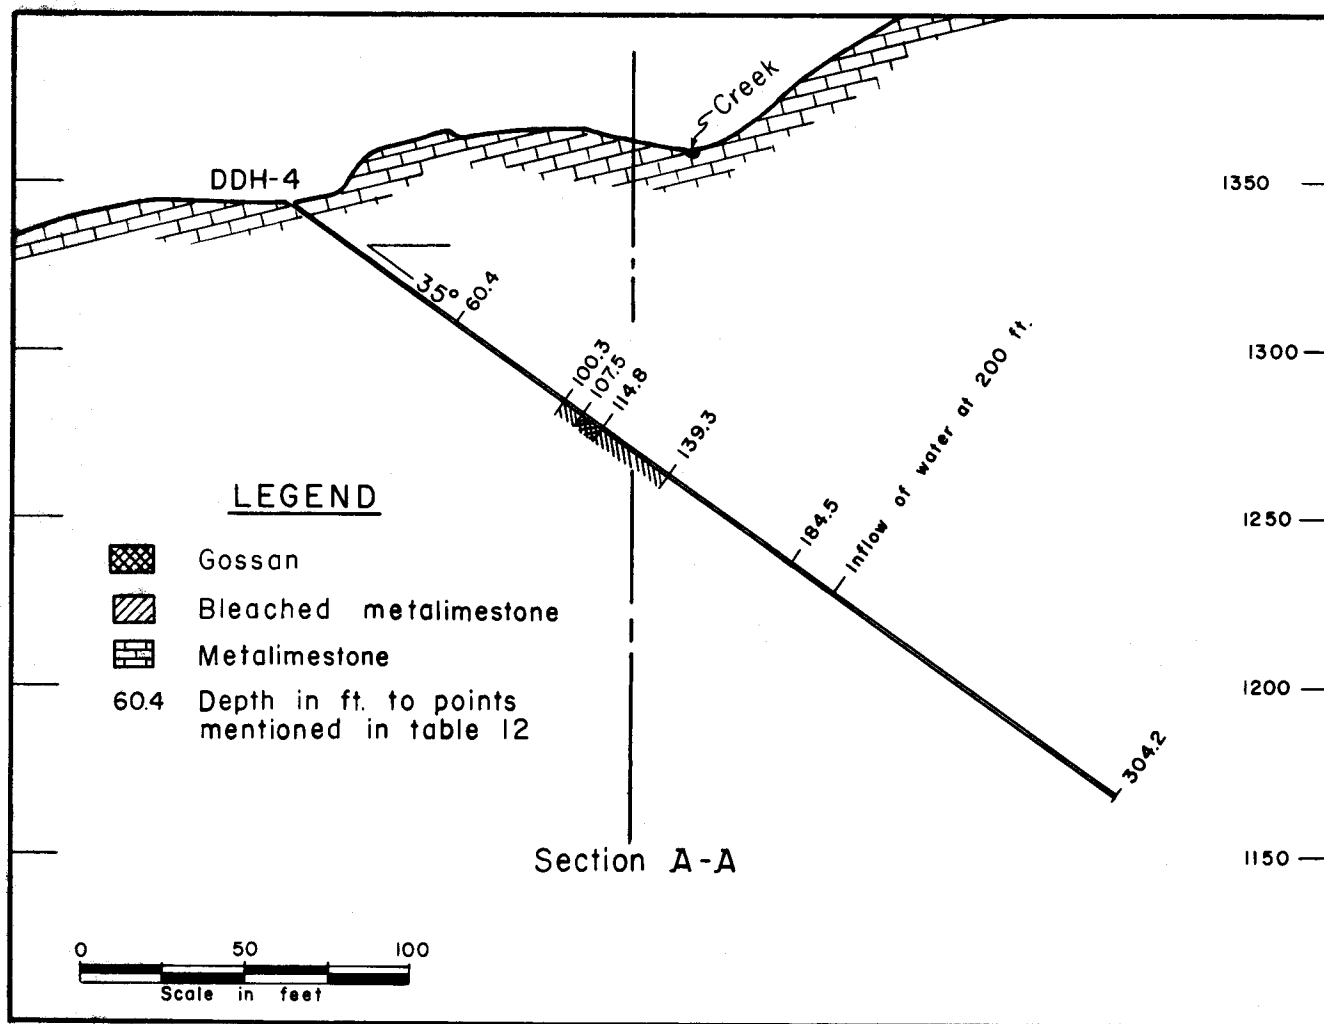 Creek
DDH-4
1350
35°
60.4
1300
100.3
107.5
114.8
139.3
Inflow of water at 200 ft.
LEGEND
184.5
1250
Gossan
Bleached metalimestone
Metalimestone
1200
60.4 Depth in ft. to points
mentioned in table 12
304.2
Section A-A
1150
0 50 100
Scale in feet